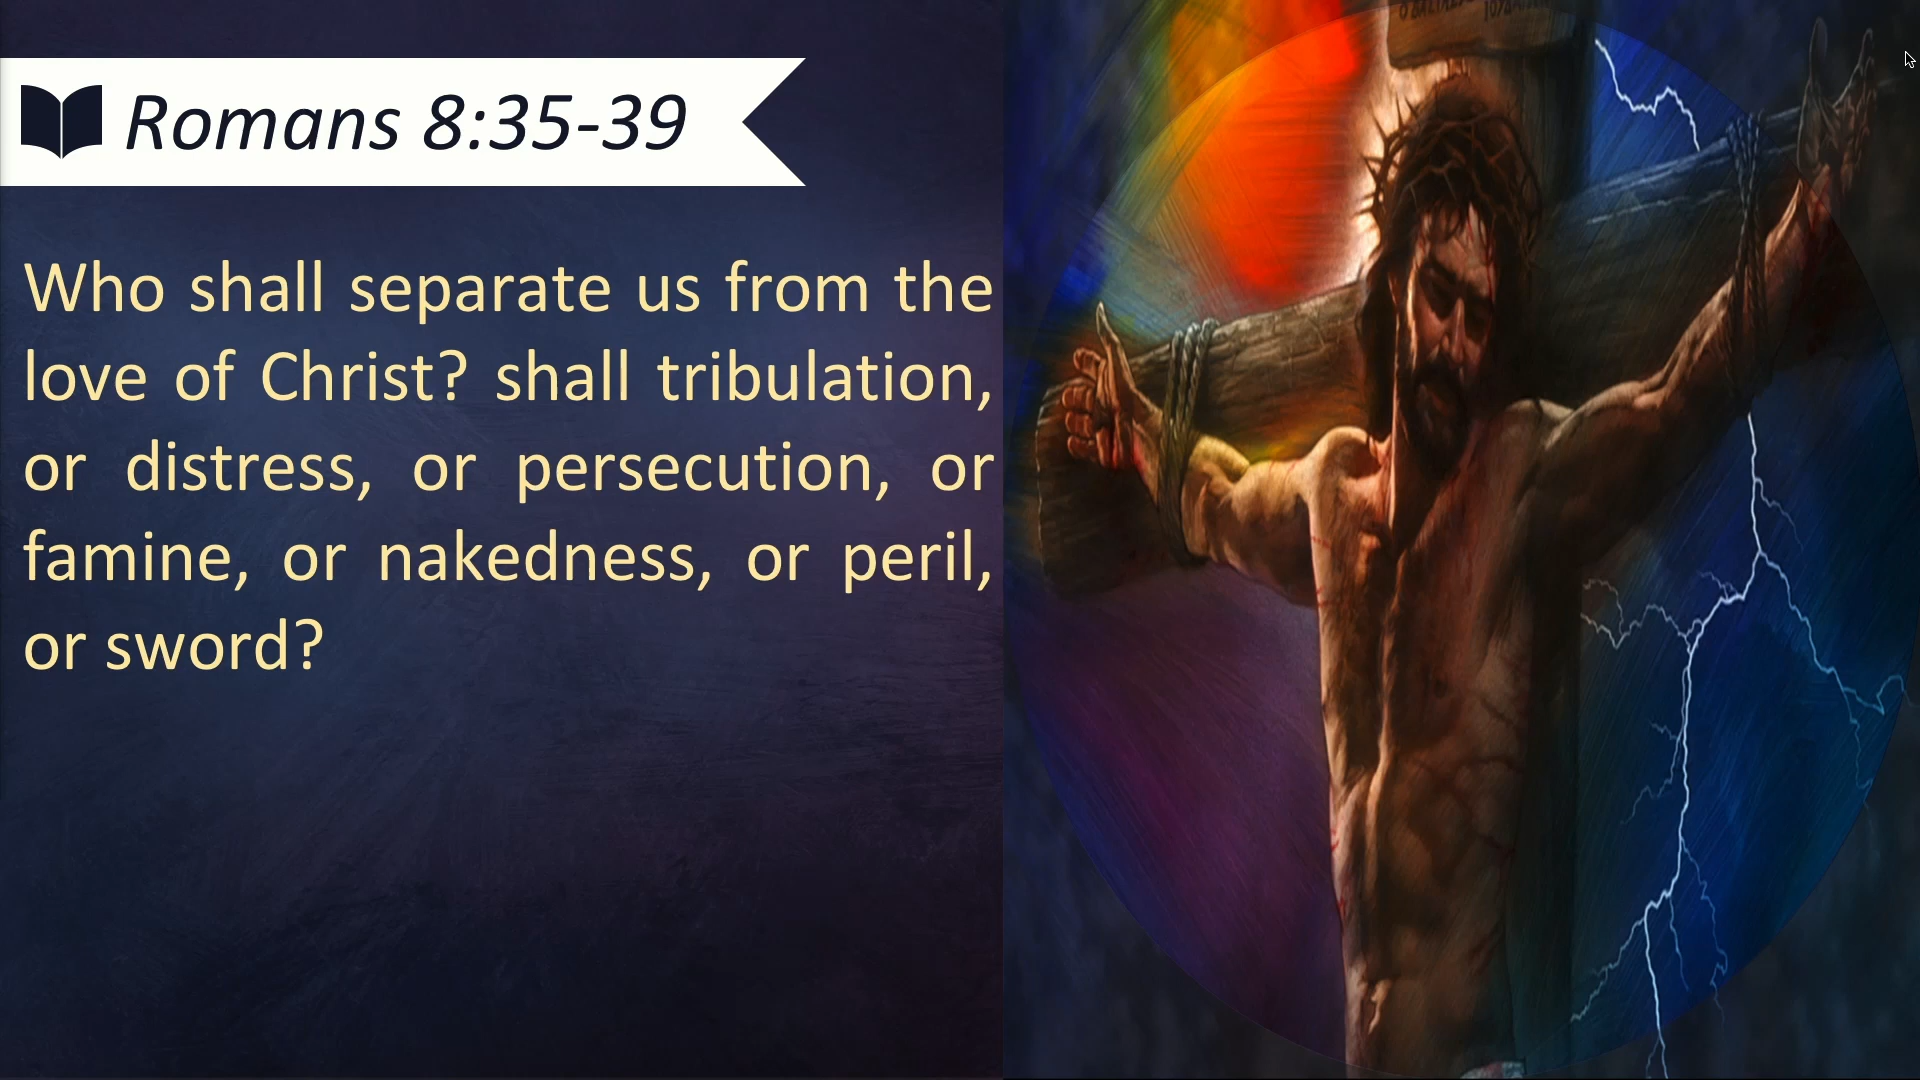 Romans 8:35-39
Who shall separate us from the
love of Christ? shall tribulation,
or distress, or persecution, or
famine, or nakedness, or peril,
or sword?